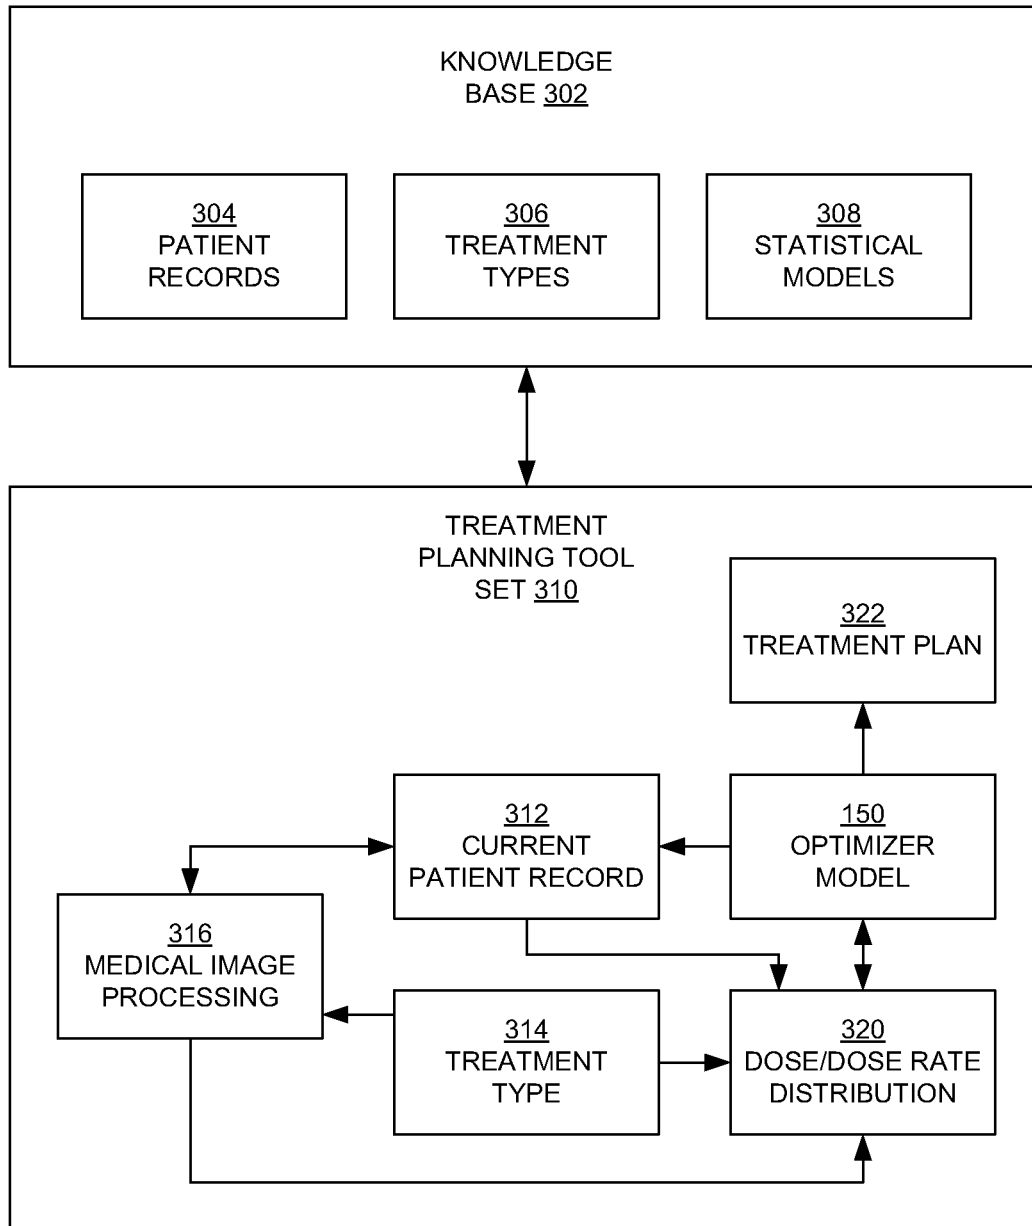 KNOWLEDGE
BASE 302
304
PATIENT
RECORDS
306
TREATMENT
TYPES
308
STATISTICAL
MODELS
TREATMENT
PLANNING TOOL
SET 310
322
TREATMENT PLAN
312
CURRENT
PATIENT RECORD
150
OPTIMIZER
MODEL
316
MEDICAL IMAGE
PROCESSING
314
TREATMENT
TYPE
320
DOSE/DOSE RATE
DISTRIBUTION